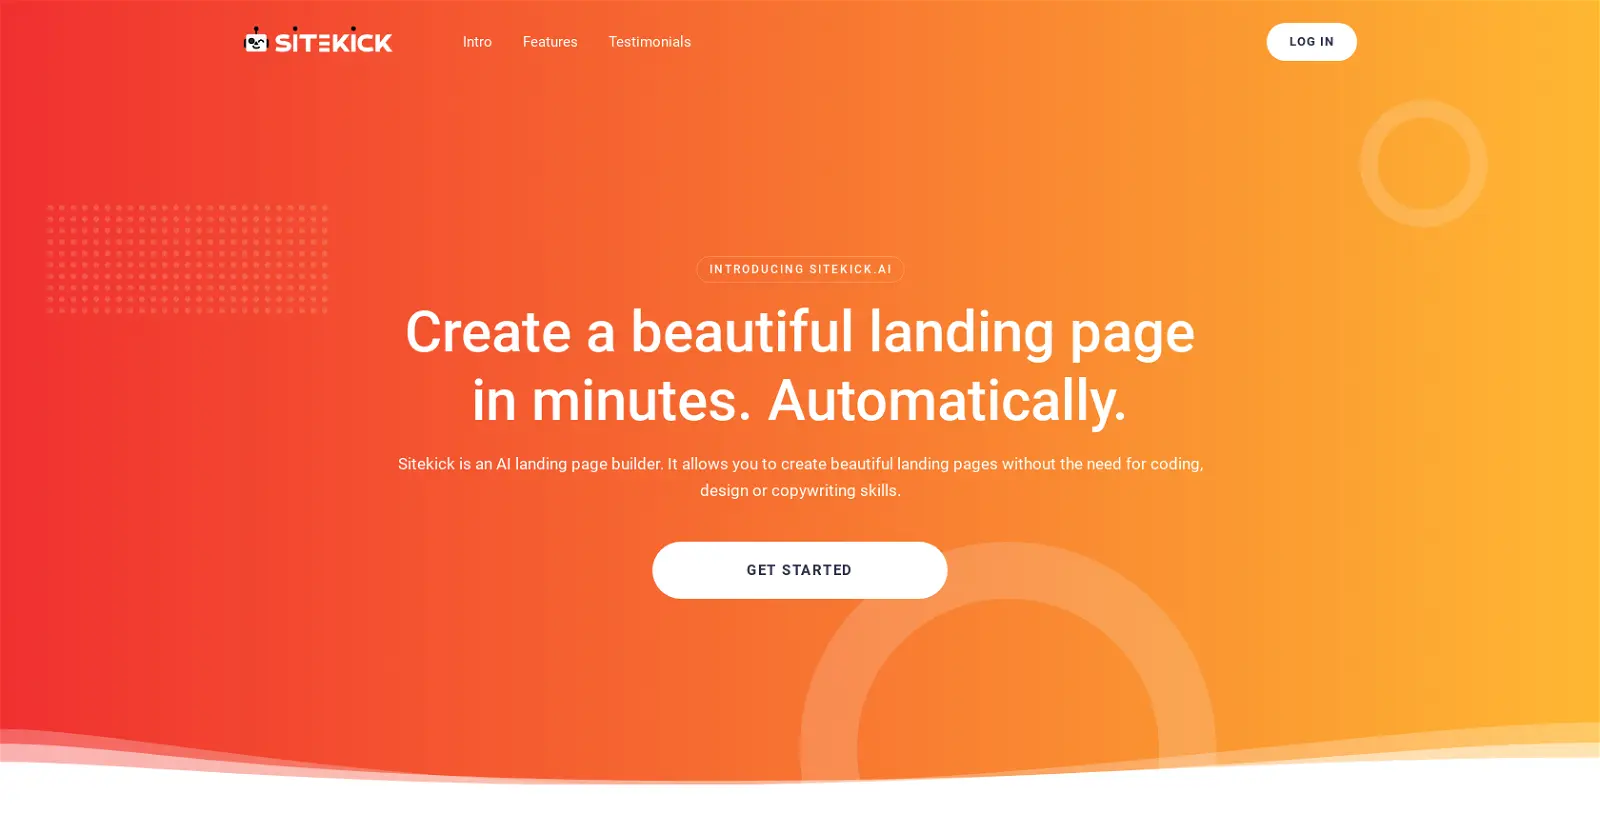 SITEKICK
Intro
Features
Testimonials
LOG IN
INTRODUCING SITEKICK.AI
Create a beautiful landing page
in minutes. Automatically.
Sitekick is an AI landing page builder. It allows you to create beautiful landing pages without the need for coding,
design or copywriting skills.
GET STARTED